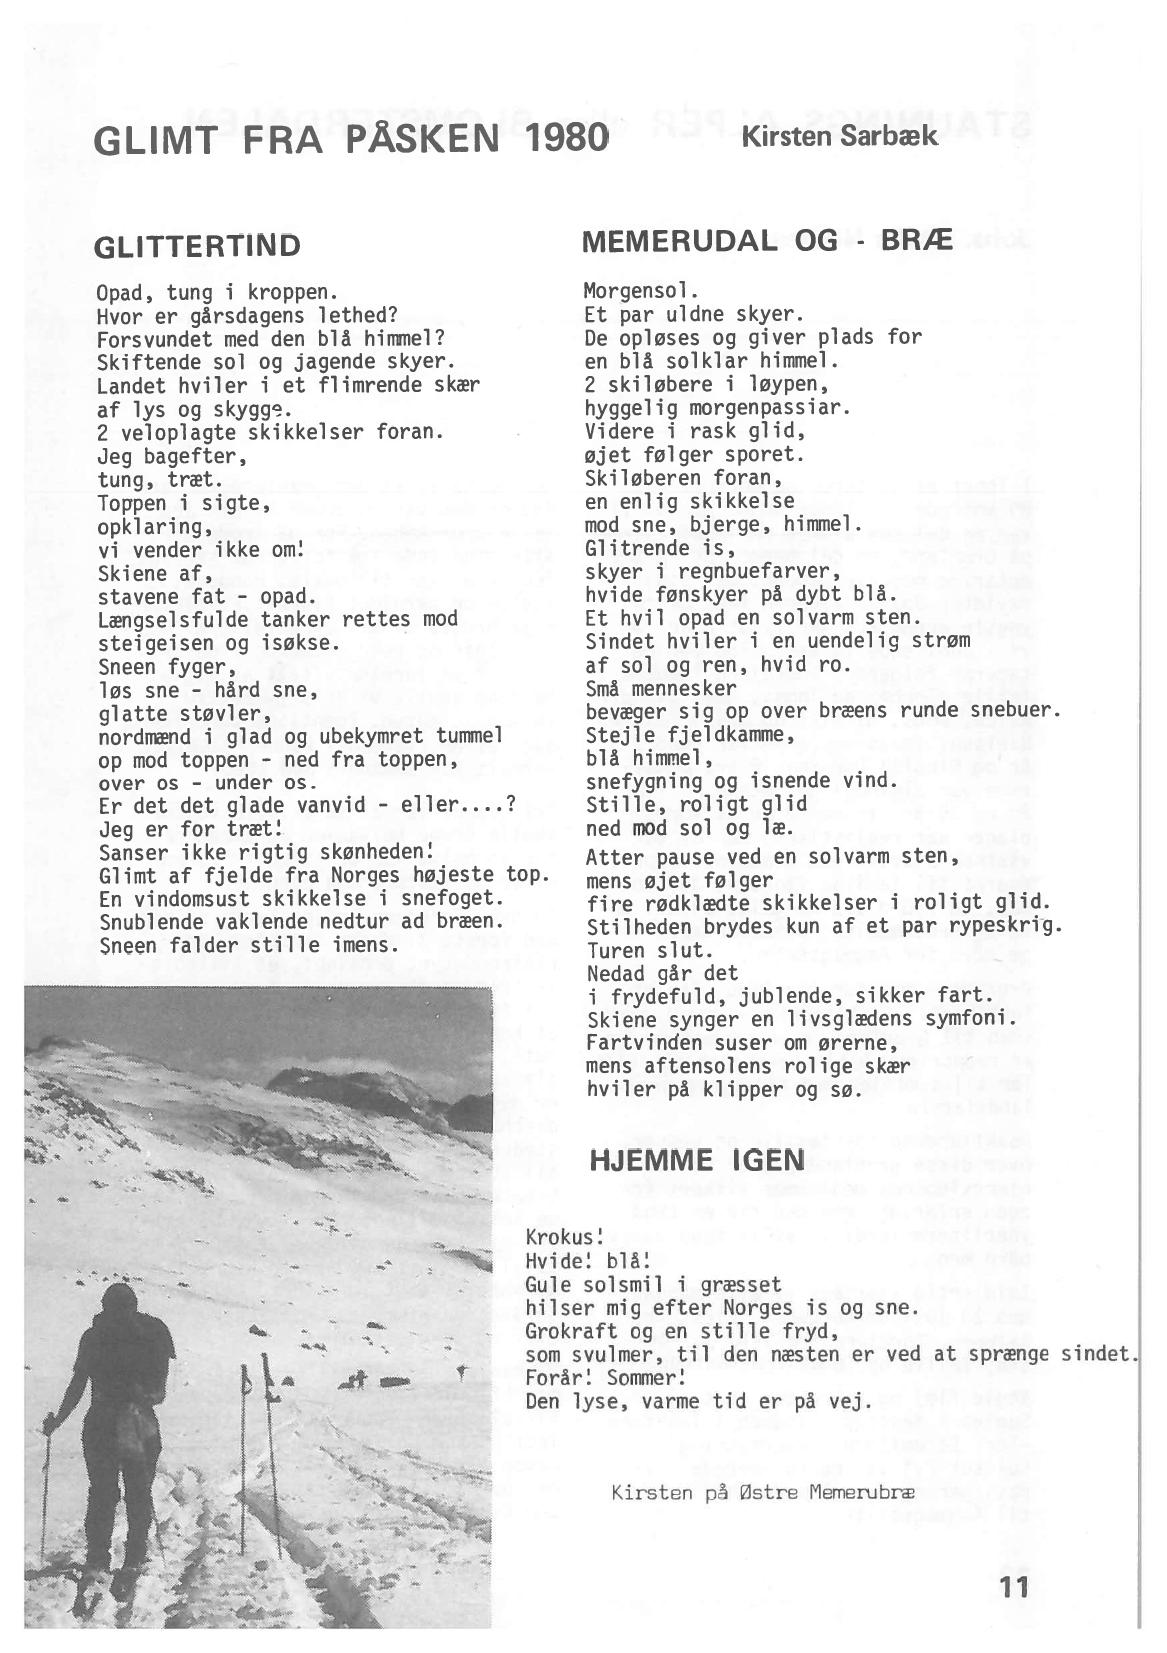 GLIMT FRA PÅSKEN 1980 Kirsten Sarbæk
GLITTERTIND
Opad, tung i kroppen.
Hvor er gårsdagens lethed?
Forsvundet med den blå himmel?
Skiftende sol og jagende skyer.
Landet hviler i et flimrende skær
af lys og skygge.
2 veloplagte skikkelser foran.
Jeg bagefter,
tung, træt.
Toppen i sigte,
opklaring,
vi vender ikke om!
Skiene af,
stavene fat - opad.
Længselsfulde tanker rettes mod
steigeisen og isøkse.
Sneen fyger,
løs sne - hård sne,
glatte støvler,
nordmænd i glad og ubekymret tummel
op mod toppen - ned fra toppen,
over os - under os.
Er det det glade vanvid - eller....?
Jeg er for træt!
Sanser ikke rigtig skønheden!
Glimt af fjelde fra Norges højeste top.
En vindomsust skikkelse i snefoget.
Snublende vaklende nedtur ad bræen.
Sneen falder stille imens.
MEMERUDAL OG - BRÆ
Morgensol.
Et par uldne skyer.
De opløses og giver plads for
en blå solklar himmel.
2 skiløbere i løypen,
hyggelig morgenpassiar.
Videre i rask glid,
øjet følger sporet.
Skiløberen foran,
en enlig skikkelse
mod sne, bjerge, himmel.
Glitrende is,
skyer i regnbuefarver,
hvide fønskyer på dybt blå.
Et hvil opad en solvarm sten.
Sindet hviler i en uendelig strøm
af sol og ren, hvid ro.
Små mennesker
bevæger sig op over bræens runde snebuer.
Stejle fjeldkamme,
blå himmel,
snefygning og isnende vind.
Stille, roligt glid
ned mod sol og læ.
Atter pause ved en solvarm sten,
mens øjet følger
fire rødklædte skikkelser i roligt glid.
Stilheden brydes kun af et par rypeskrig.
Turen slut.
Nedad går det
i frydefuld, jublende, sikker fart.
Skiene synger en livsglædens symfoni.
Fartvinden suser om ørerne,
mens aftensolens rolige skær
hviler på klipper og sø.
HJEMME IGEN
Krokus!
Hvide! blå!
Gule solsmil i græsset
hilser mig efter Norges is og sne.
Grokraft og en stille fryd,
som svulmer, til den næsten er ved at sprænge sindet.
Forår! Sommer!
Den lyse, varme tid er på vej.
Kirsten på Østre Memerubræ
11